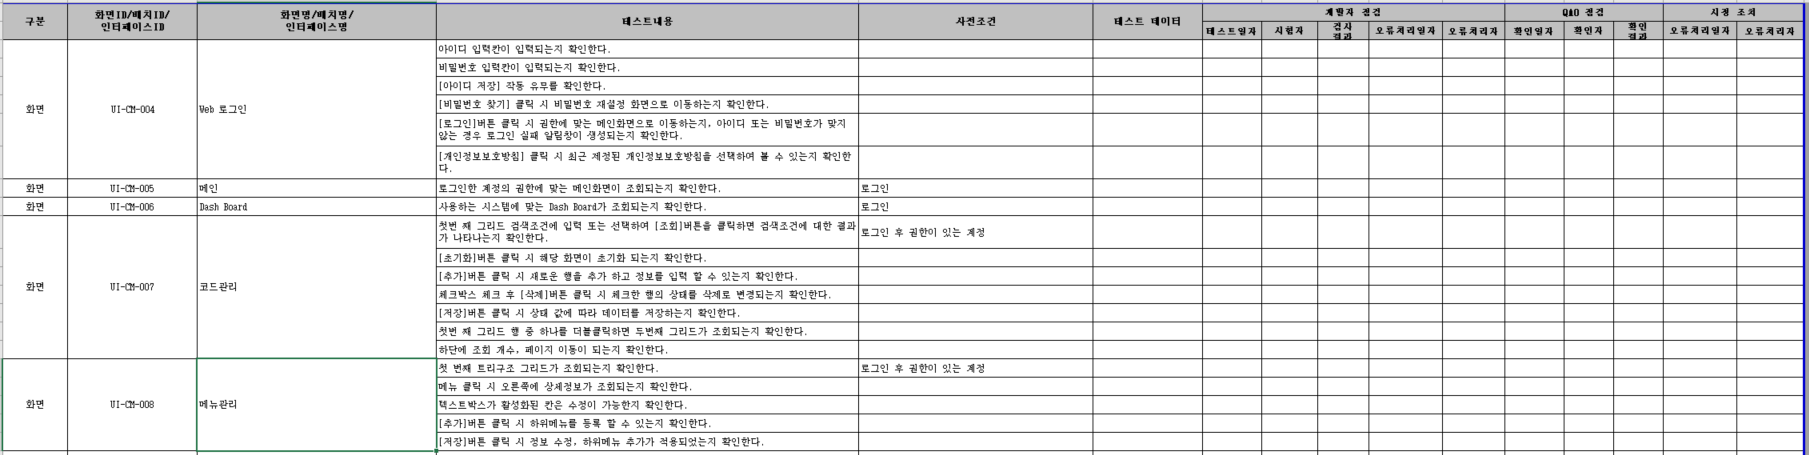 구분
화면ID/배치ID/
인터페이스ID
화면명/배치명/
인터페이스명
테스트내용
사전조건
테스트 데이터
개발자 점검
QAO 점검
시정 조치
테스트일자
시험자
검사
결과
오류처리일자
오류처리자
확인일자
확인자
확인
결과
오류처리일자
오류처리자
화면
UI-CM-004
Web 로그인
아이디 입력칸이 입력되는지 확인한다.
비밀번호 입력칸이 입력되는지 확인한다.
[아이디 저장] 작동 유무를 확인한다.
[비밀번호 찾기] 클릭 시 비밀번호 재설정 화면으로 이동하는지 확인한다.
[로그인]버튼 클릭 시 권한에 맞는 메인화면으로 이동하는지, 아이디 또는 비밀번호가 맞지
않는 경우 로그인 실패 알림창이 생성되는지 확인한다.
[개인정보보호방침] 클릭 시 최근 제정된 개인정보보호방침을 선택하여 볼 수 있는지 확인한
다.
화면
UI-CM-005
메인
로그인한 계정의 권한에 맞는 메인화면이 조회되는지 확인한다.
로그인
화면
UI-CM-006
Dash Board
사용하는 시스템에 맞는 Dash Board가 조회되는지 확인한다.
로그인
화면
UI-CM-007
코드관리
첫번 째 그리드 검색조건에 입력 또는 선택하여 [조회]버튼을 클릭하면 검색조건에 대한 결과
가 나타나는지 확인한다.
로그인 후 권한이 있는 계정
[초기화]버튼 클릭 시 해당 화면이 초기화 되는지 확인한다.
[추가]버튼 클릭 시 새로운 행을 추가 하고 정보를 입력 할 수 있는지 확인한다.
체크박스 체크 후 [삭제]버튼 클릭 시 체크한 행의 상태를 삭제로 변경되는지 확인한다.
[저장]버튼 클릭 시 상태 값에 따라 데이터를 저장하는지 확인한다.
첫번 째 그리드 행 중 하나를 더블클릭하면 두번째 그리드가 조회되는지 확인한다.
하단에 조회 개수, 페이지 이동이 되는지 확인한다.
화면
UI-CM-008
메뉴관리
첫 번째 트리구조 그리드가 조회되는지 확인한다.
로그인 후 권한이 있는 계정
메뉴 클릭 시 오른쪽에 상세정보가 조회되는지 확인한다.
텍스트박스가 활성화된 칸은 수정이 가능한지 확인한다.
[추가]버튼 클릭 시 하위메뉴를 등록 할 수 있는지 확인한다.
[저장]버튼 클릭 시 정보 수정, 하위메뉴 추가가 적용되었는지 확인한다.